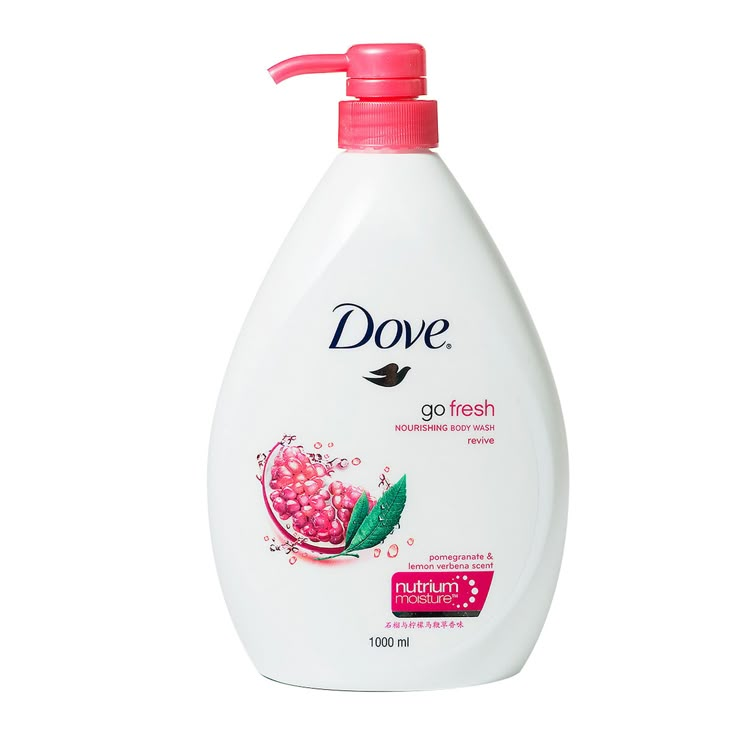 Dove®
go fresh
NOURISHING BODY WASH
revive
pomegranate &
lemon verbena scent
nutrium
moisture™
石榴与柠檬马鞭草香味
1000 ml